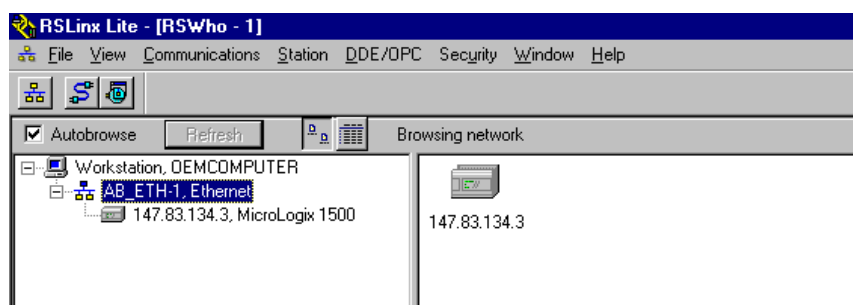 RSLinx Lite - [RSWho - 1]
File View Communications Station DDE/OPC Security Window Help
Autobrowse Refresh Browsing network
Workstation, OEMCOMPUTER
AB_ETH-1, Ethernet
147.83.134.3, MicroLogix 1500
147.83.134.3